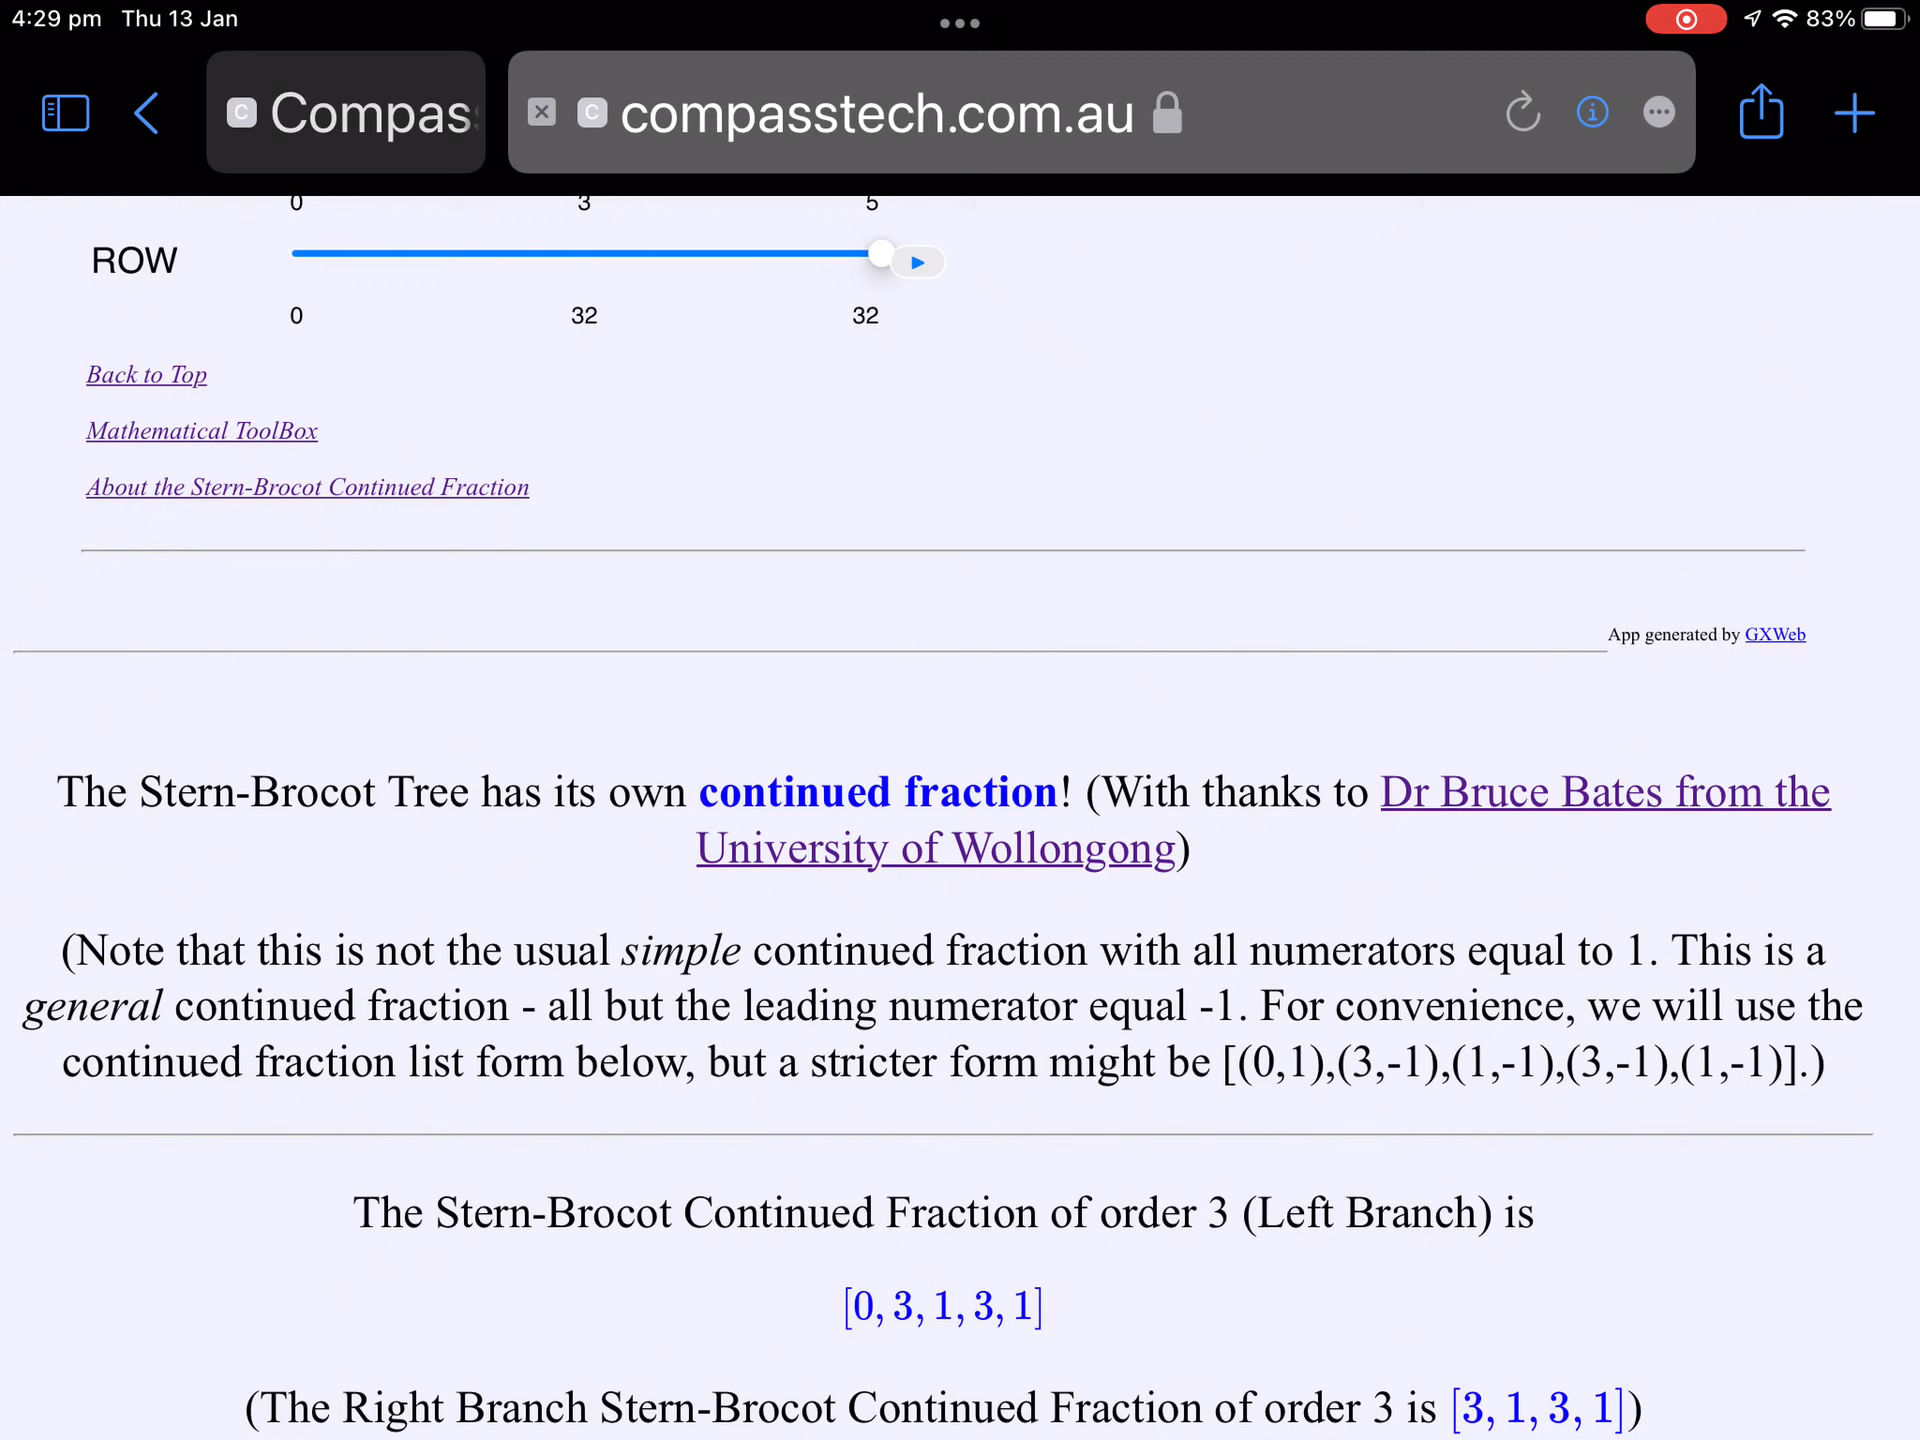 4:29 pm Thu 13 Jan
83%
C Compass
C compasstech.com.au
0 3 5
ROW
0 32 32
Back to Top
Mathematical ToolBox
About the Stern-Brocot Continued Fraction
App generated by GXWeb
The Stern-Brocot Tree has its own continued fraction! (With thanks to Dr Bruce Bates from the
University of Wollongong)
(Note that this is not the usual simple continued fraction with all numerators equal to 1. This is a
general continued fraction - all but the leading numerator equal -1. For convenience, we will use the
continued fraction list form below, but a stricter form might be [(0,1),(3,-1),(1,-1),(3,-1),(1,-1)].)
The Stern-Brocot Continued Fraction of order 3 (Left Branch) is
[0, 3, 1, 3, 1]
(The Right Branch Stern-Brocot Continued Fraction of order 3 is [3, 1, 3, 1])